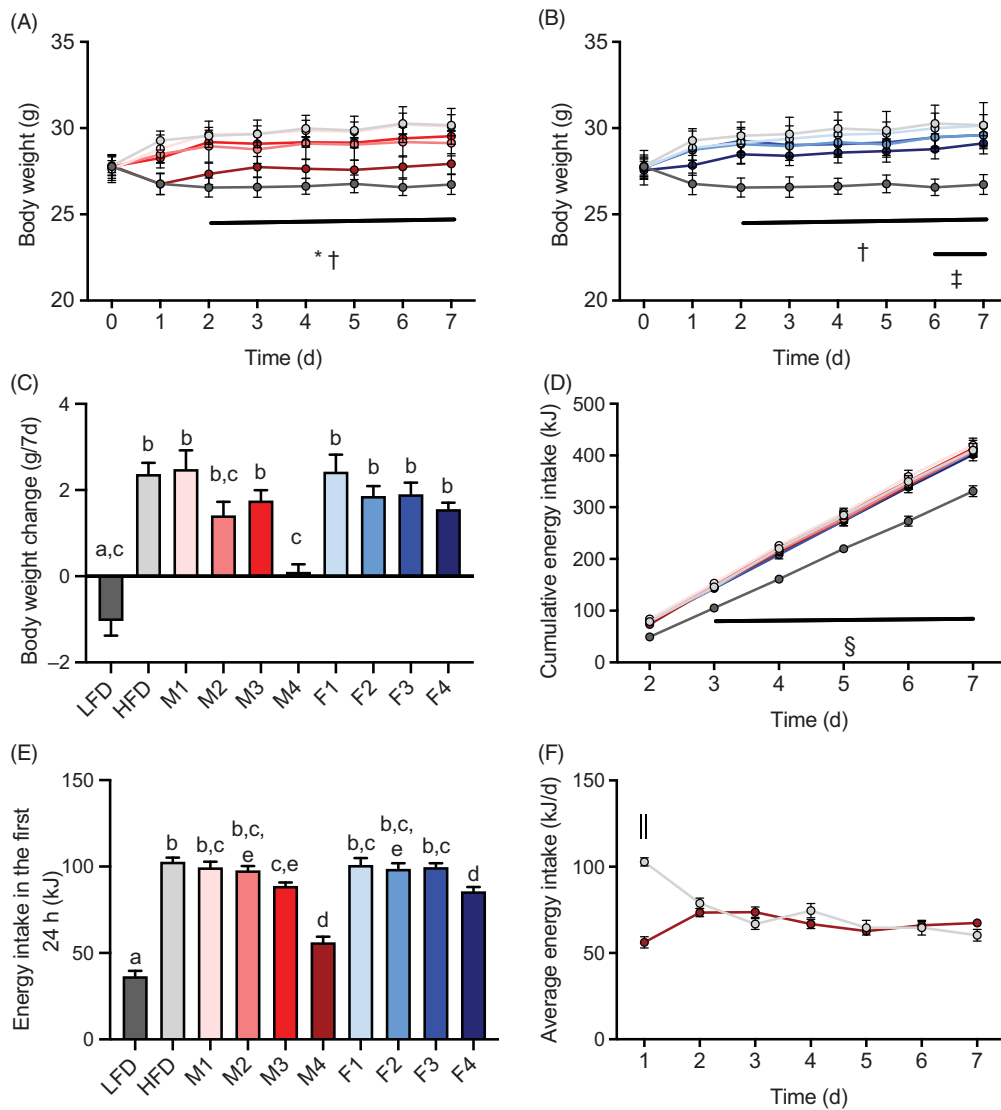 (A)
Body weight (g)
35
30
25
20
* †
0 1 2 3 4 5 6 7
Time (d)
(B)
Body weight (g)
35
30
25
20
†
‡
0 1 2 3 4 5 6 7
Time (d)
(C)
Body weight change (g/7d)
4
2
0
–2
a,c b b b,c b c b b b b
LFD HFD M1 M2 M3 M4 F1 F2 F3 F4
(D)
Cumulative energy intake (kJ)
500
400
300
200
100
0
§
2 3 4 5 6 7
Time (d)
(E)
Energy intake in the first
24 h (kJ)
150
100
50
0
a b b,c b,c, e c,e d b,c b,c, e b,c d
LFD HFD M1 M2 M3 M4 F1 F2 F3 F4
(F)
Average energy intake (kJ/d)
150
100
50
0
||
1 2 3 4 5 6 7
Time (d)